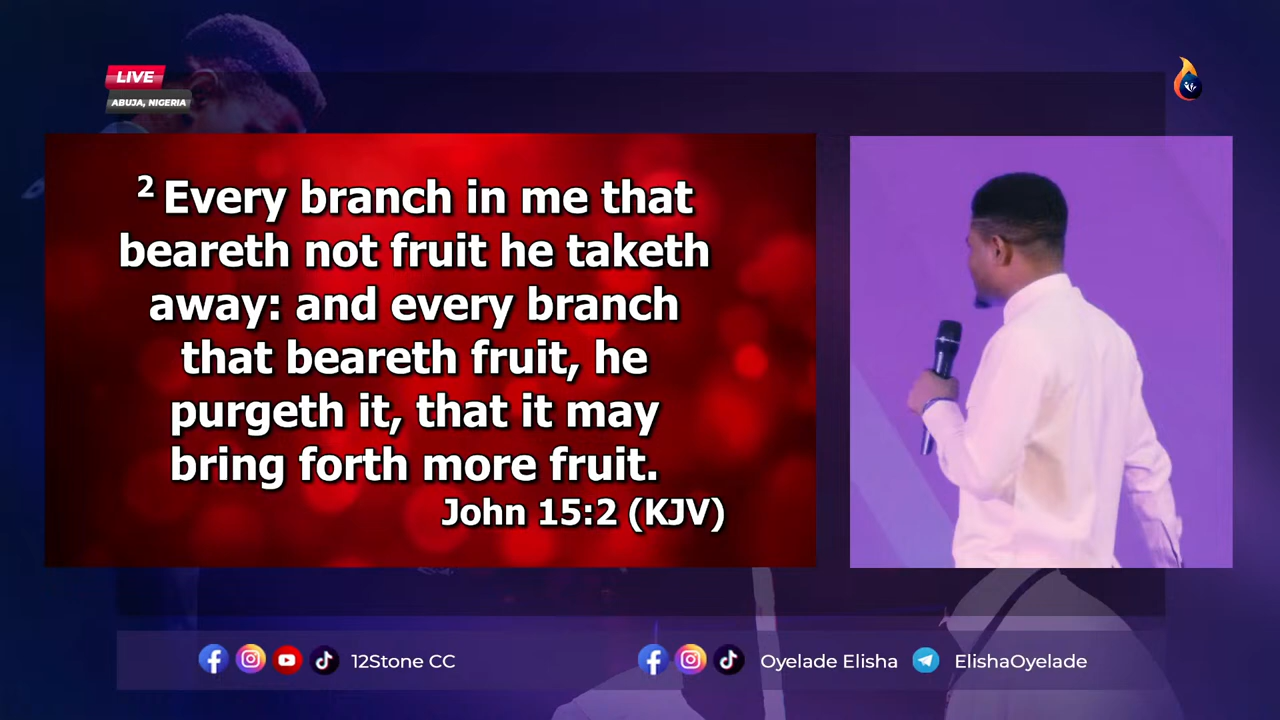 LIVE
ABUJA, NIGERIA
2 Every branch in me that
beareth not fruit he taketh
away: and every branch
that beareth fruit, he
purgeth it, that it may
bring forth more fruit.
John 15:2 (KJV)
12Stone CC
Oyelade Elisha
ElishaOyelade